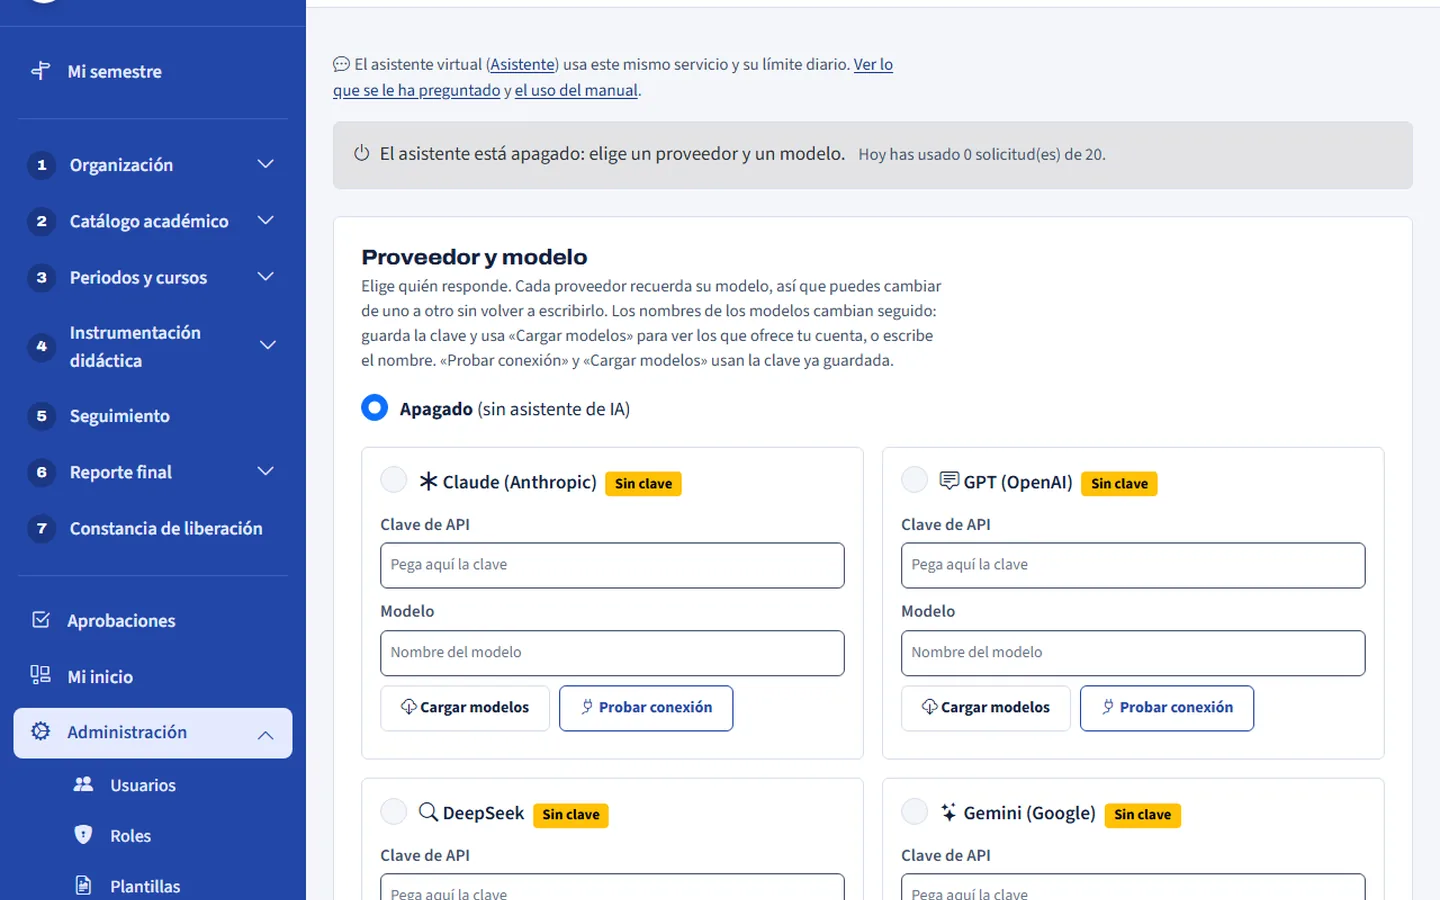 Mi semestre
1 Organización
2 Catálogo académico
3 Periodos y cursos
4 Instrumentación
didáctica
5 Seguimiento
6 Reporte final
7 Constancia de liberación
Aprobaciones
Mi inicio
Administración
Usuarios
Roles
Plantillas
El asistente virtual (Asistente) usa este mismo servicio y su límite diario. Ver lo
que se le ha preguntado y el uso del manual.
El asistente está apagado: elige un proveedor y un modelo. Hoy has usado 0 solicitud(es) de 20.
Proveedor y modelo
Elige quién responde. Cada proveedor recuerda su modelo, así que puedes cambiar
de uno a otro sin volver a escribirlo. Los nombres de los modelos cambian seguido:
guarda la clave y usa «Cargar modelos» para ver los que ofrece tu cuenta, o escribe
el nombre. «Probar conexión» y «Cargar modelos» usan la clave ya guardada.
Apagado (sin asistente de IA)
Claude (Anthropic) Sin clave
Clave de API
Pega aquí la clave
Modelo
Nombre del modelo
Cargar modelos Probar conexión
GPT (OpenAI) Sin clave
Clave de API
Pega aquí la clave
Modelo
Nombre del modelo
Cargar modelos Probar conexión
DeepSeek Sin clave
Clave de API
Pega aquí la clave
Gemini (Google) Sin clave
Clave de API
Pega aquí la clave